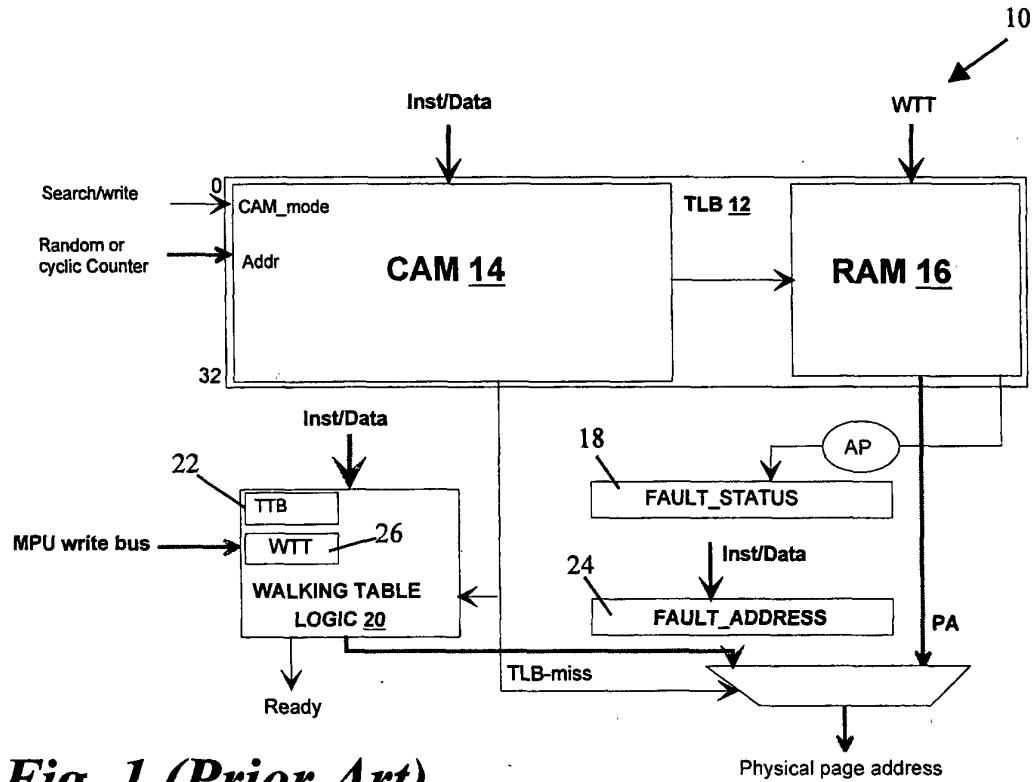 10
Inst/Data
WTT
Search/write
0
CAM_mode
TLB 12
Random or
cyclic Counter
Addr
CAM 14
RAM 16
32
Inst/Data
AP
22
TTB
18
FAULT_STATUS
MPU write bus
WTT
26
Inst/Data
WALKING TABLE
LOGIC 20
24
FAULT_ADDRESS
PA
TLB-miss
Ready
Physical page address
Fig. 1 (Prior Art)